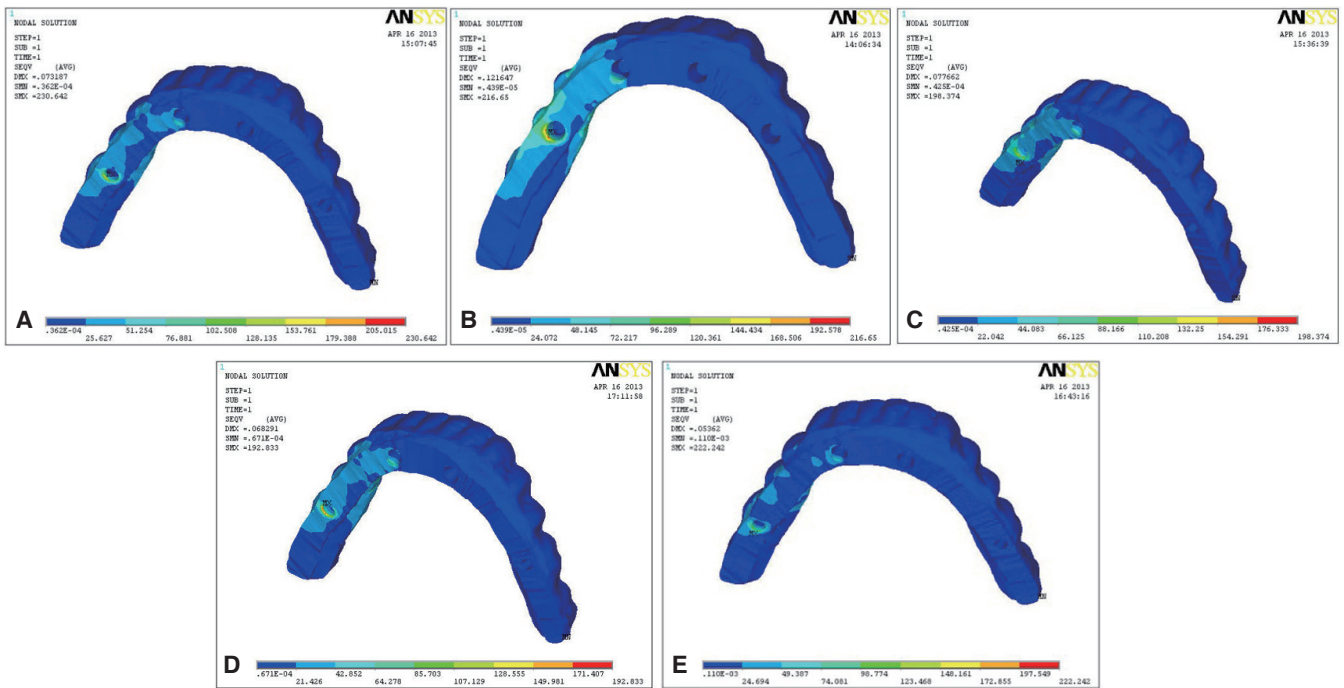 1
NODAL SOLUTION
STEP=1
SUB =1
TIME=1
SEQV (AVG)
DMX =.073187
SMN =.362E-04
SMX =230.642
ANSYS
APR 16 2013
15:07:45
MX
MN
A
.362E-04 51.254 102.508 153.761 205.015
25.627 76.881 128.135 179.388 230.642
1
NODAL SOLUTION
STEP=1
SUB =1
TIME=1
SEQV (AVG)
DMX =.121647
SMN =.439E-05
SMX =216.65
ANSYS
APR 16 2013
14:06:34
MX
MN
B
.439E-05 48.145 96.289 144.434 192.578
24.072 72.217 120.361 168.506 216.65
1
NODAL SOLUTION
STEP=1
SUB =1
TIME=1
SEQV (AVG)
DMX =.077662
SMN =.425E-04
SMX =198.374
ANSYS
APR 16 2013
15:36:39
MX
MN
C
.425E-04 44.083 88.166 132.25 176.333
22.042 66.125 110.208 154.291 198.374
1
NODAL SOLUTION
STEP=1
SUB =1
TIME=1
SEQV (AVG)
DMX =.068291
SMN =.671E-04
SMX =192.833
ANSYS
APR 16 2013
17:11:58
MX
MN
D
.671E-04 42.852 85.703 128.555 171.407
21.426 64.278 107.129 149.981 192.833
1
NODAL SOLUTION
STEP=1
SUB =1
TIME=1
SEQV (AVG)
DMX =.05362
SMN =.110E-03
SMX =222.242
ANSYS
APR 16 2013
16:43:16
MX
MN
E
.110E-03 49.387 98.774 148.161 197.549
24.694 74.081 123.468 172.855 222.242